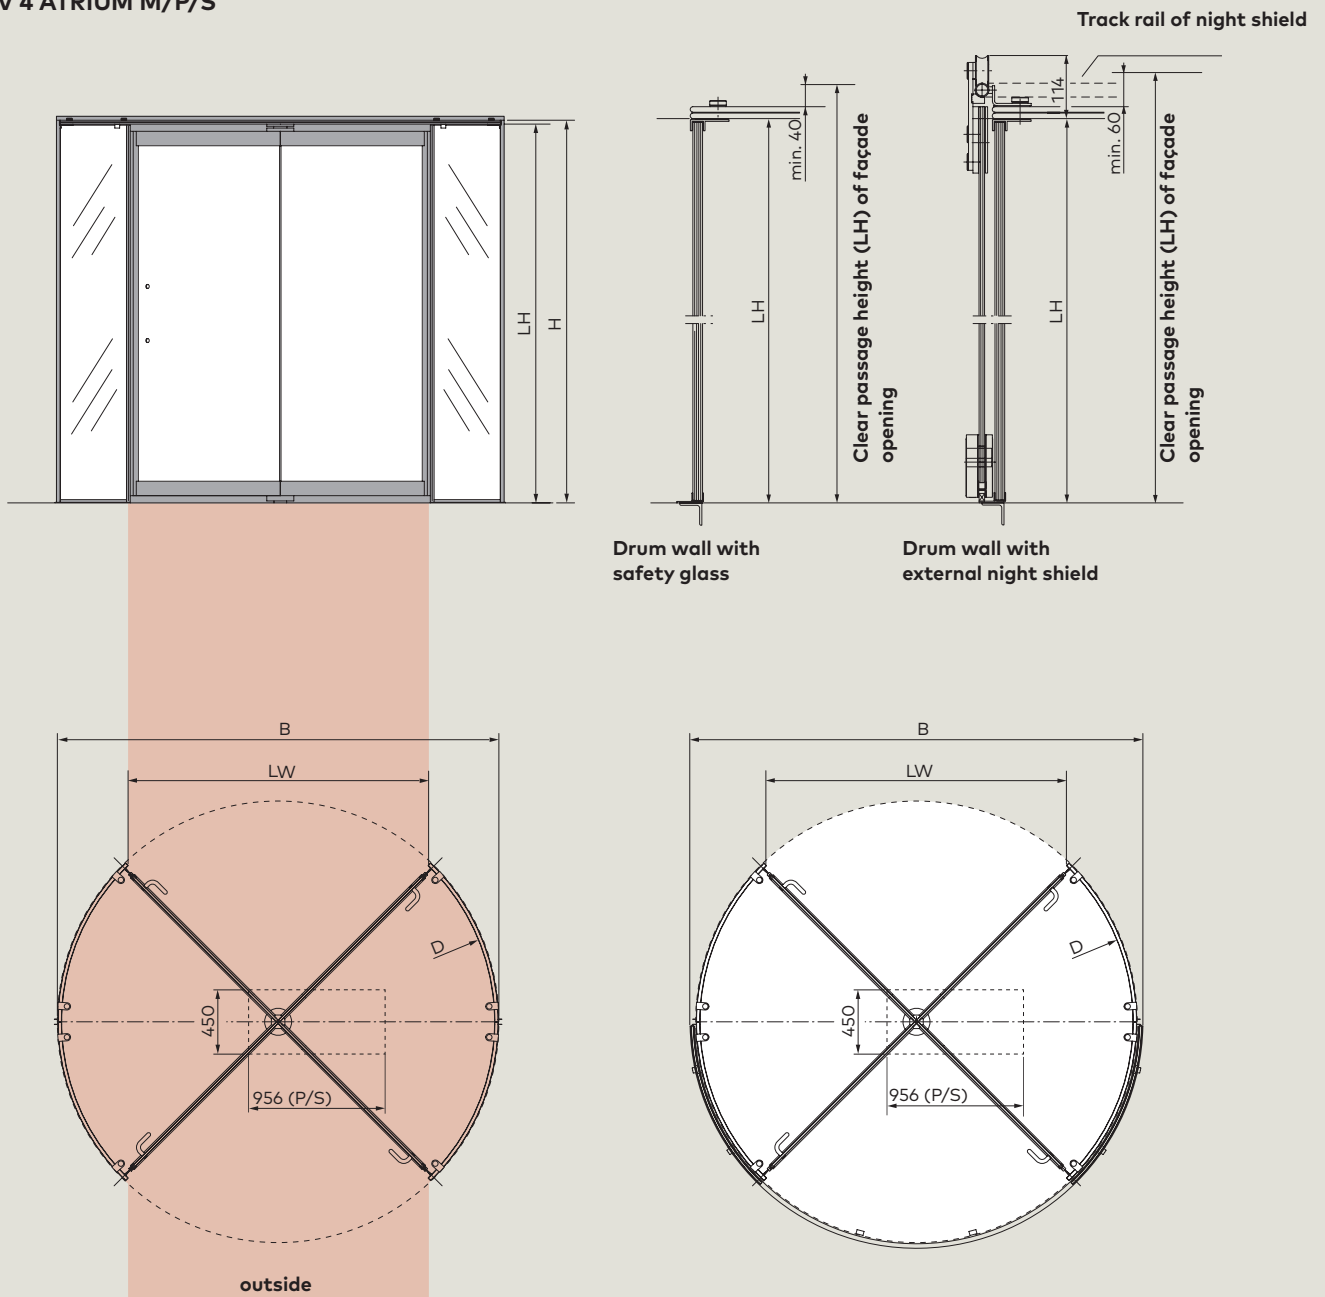 V 4 ATRIUM M/P/S
Track rail of night shield
114
min. 40
min. 60
Clear passage height (LH) of façade
opening
Clear passage height (LH) of façade
opening
LH
H
LH
LH
Drum wall with
safety glass
Drum wall with
external night shield
B
LW
D
450
956 (P/S)
outside
B
LW
D
450
956 (P/S)